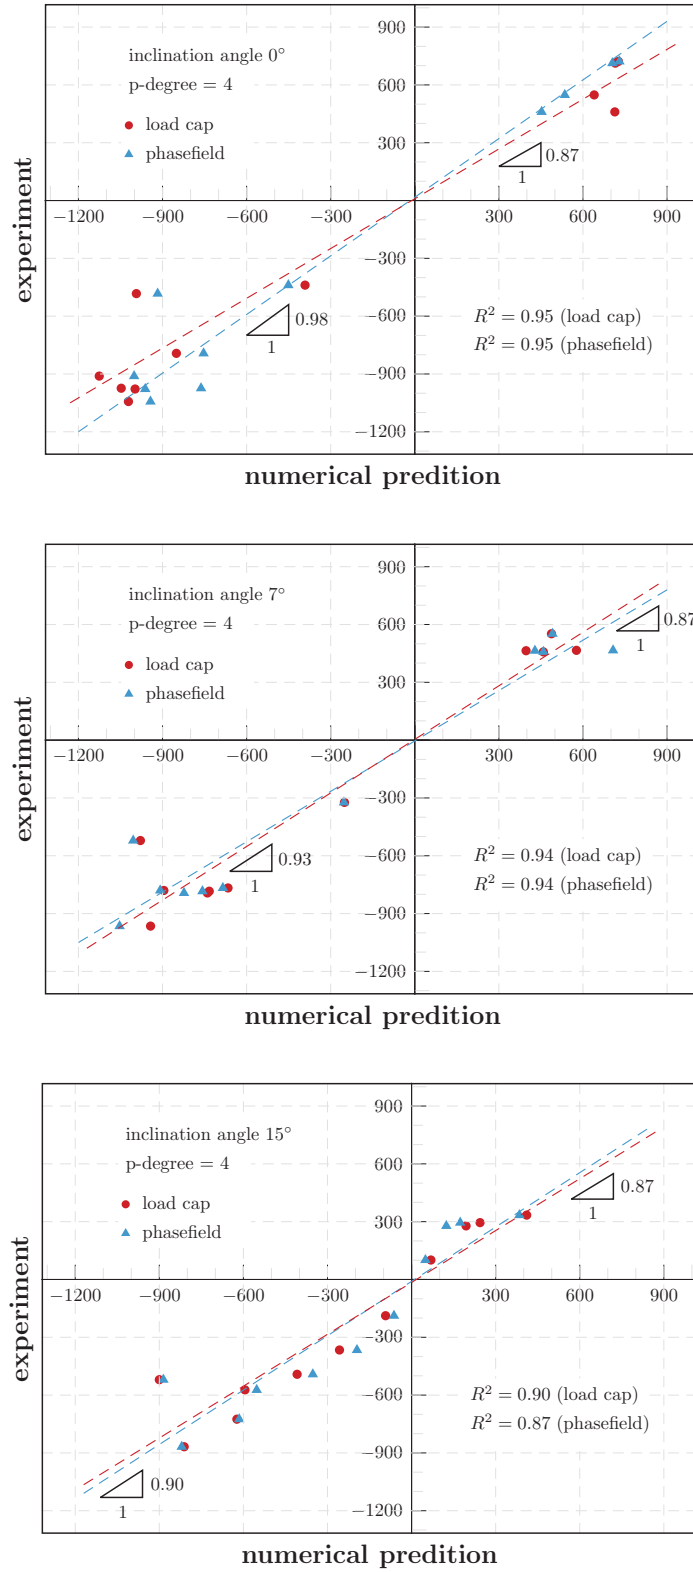 inclination angle 0°
p-degree = 4
load cap
phasefield
900
600
300
−1200 −900 −600 −300 300 600 900
−300
−600
−900
−1200
0.87
1
0.98
1
R² = 0.95 (load cap)
R² = 0.95 (phasefield)
experiment
numerical predition
inclination angle 7°
p-degree = 4
load cap
phasefield
900
600
300
−1200 −900 −600 −300 300 600 900
−300
−600
−900
−1200
0.87
1
0.93
1
R² = 0.94 (load cap)
R² = 0.94 (phasefield)
experiment
numerical predition
inclination angle 15°
p-degree = 4
load cap
phasefield
900
600
300
−1200 −900 −600 −300 300 600 900
−300
−600
−900
−1200
0.87
1
0.90
1
R² = 0.90 (load cap)
R² = 0.87 (phasefield)
experiment
numerical predition